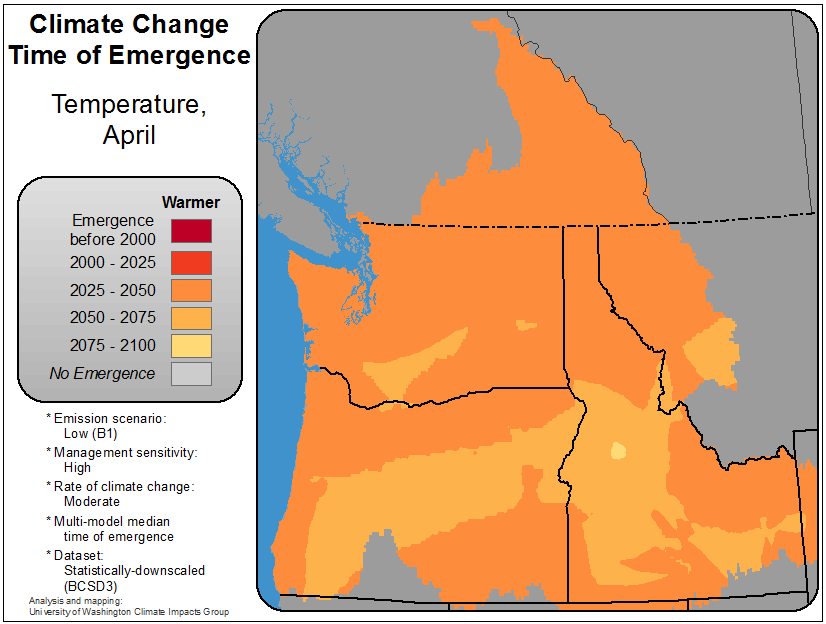 Climate Change
Time of Emergence
Temperature,
April
Warmer
Emergence
before 2000
2000 - 2025
2025 - 2050
2050 - 2075
2075 - 2100
No Emergence
* Emission scenario:
Low (B1)
* Management sensitivity:
High
* Rate of climate change:
Moderate
* Multi-model median
time of emergence
* Dataset:
Statistically-downscaled
(BCSD3)
Analysis and mapping:
University of Washington Climate Impacts Group